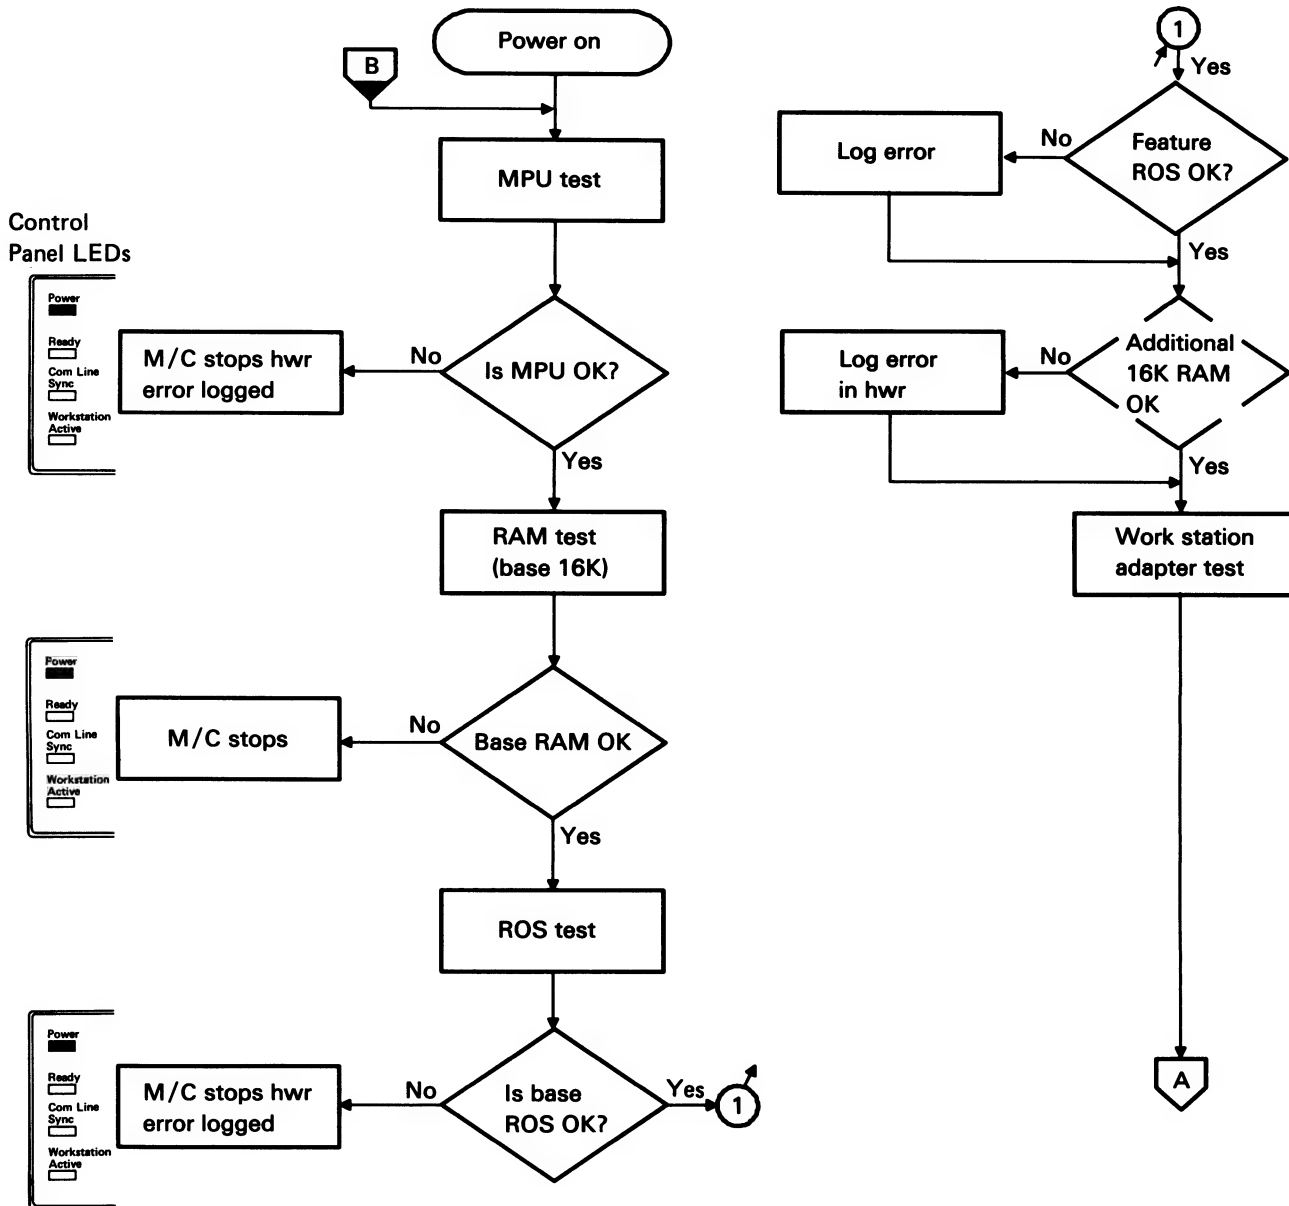 Power on
B
MPU test
Control
Panel LEDs
Power
Ready
Com Line
Sync
Workstation
Active
M/C stops hwr
error logged
No
Is MPU OK?
Yes
RAM test
(base 16K)
Power
Ready
Com Line
Sync
Workstation
Active
M/C stops
No
Base RAM OK
Yes
ROS test
Power
Ready
Com Line
Sync
Workstation
Active
M/C stops hwr
error logged
No
Is base
ROS OK?
Yes
1
1
Yes
Log error
No
Feature
ROS OK?
Yes
Log error
in hwr
No
Additional
16K RAM
OK
Yes
Work station
adapter test
A